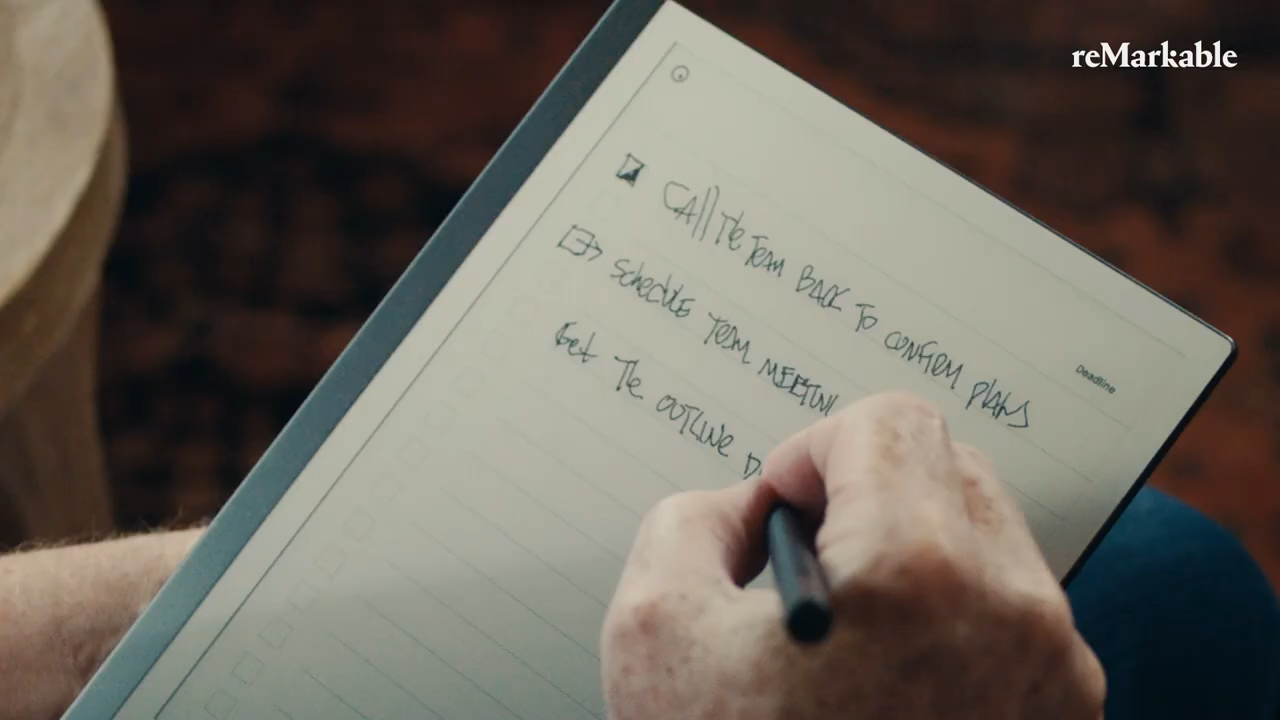 reMarkable
CAll THE TEAM BACK TO CONFIRM PlANS
Deadline
ScheDULE TEAM MEETIN
Get THE OUTLINE D